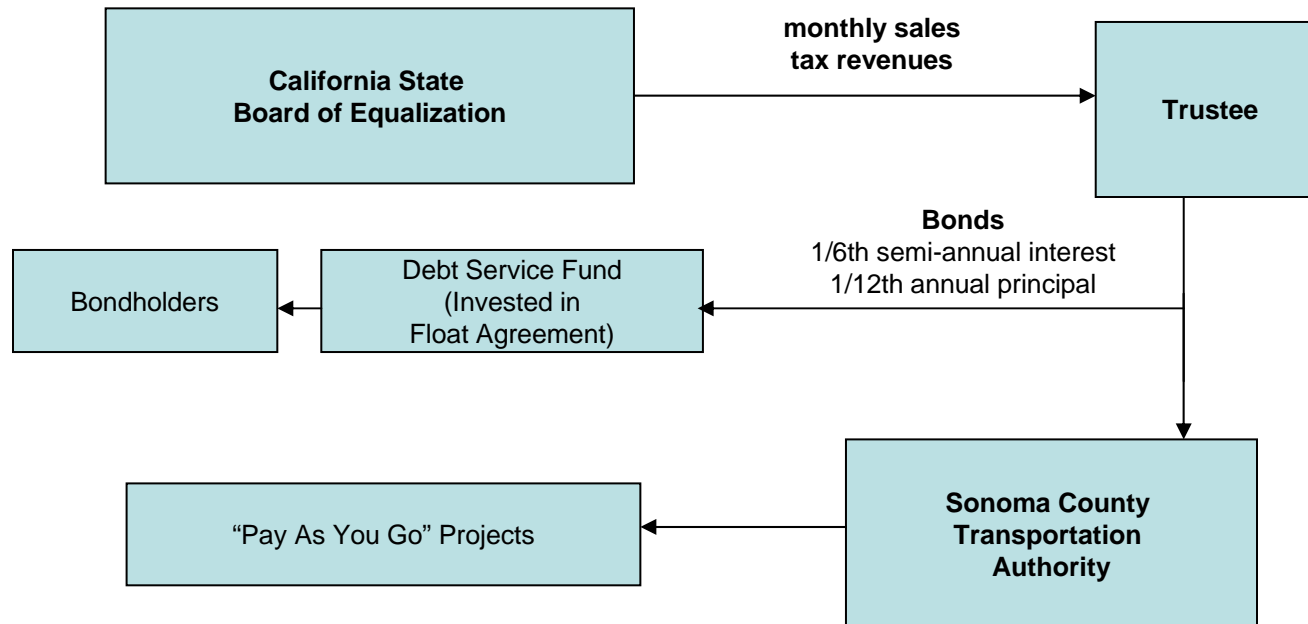 California State
Board of Equalization
monthly sales
tax revenues
Trustee
Bonds
1/6th semi-annual interest
1/12th annual principal
Bondholders
Debt Service Fund
(Invested in
Float Agreement)
“Pay As You Go” Projects
Sonoma County
Transportation
Authority